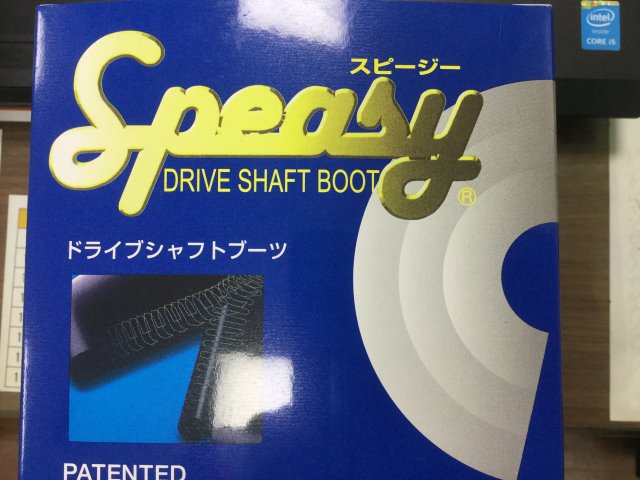 intel
inside
CORE i5
スピージー
Speasy
DRIVE SHAFT BOOT
®
ドライブシャフトブーツ
PATENTED